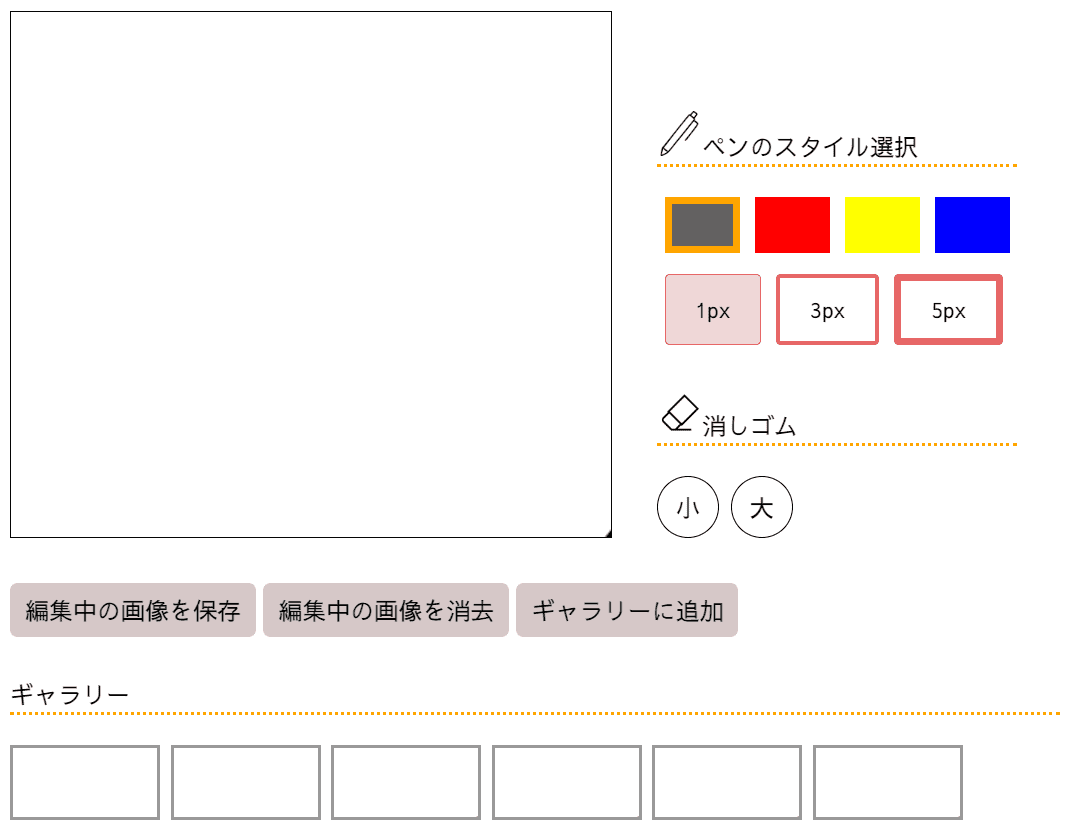 ペンのスタイル選択
1px 3px 5px
消しゴム
小 大
編集中の画像を保存 編集中の画像を消去 ギャラリーに追加
ギャラリー